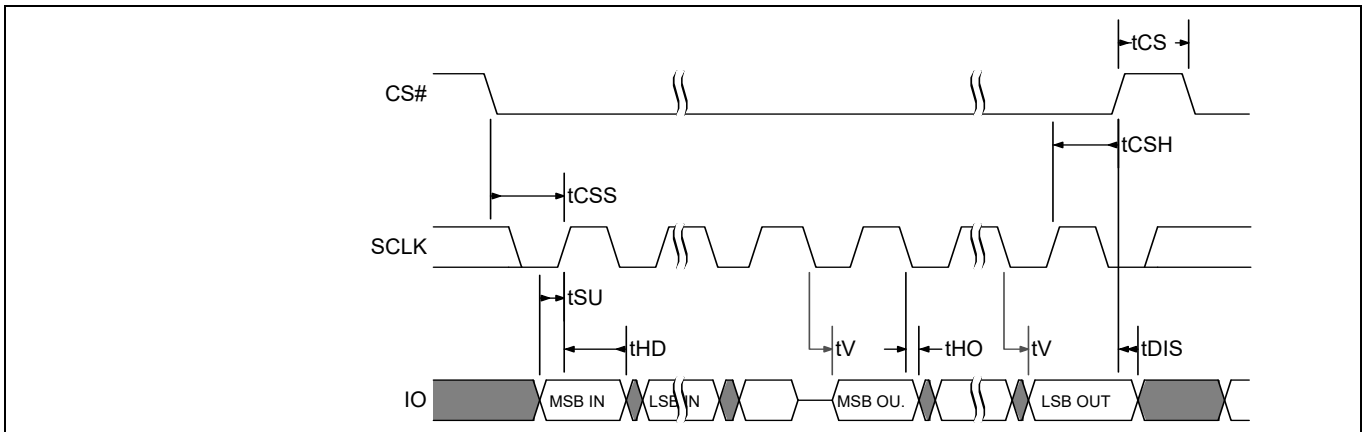 tCS
CS#
tCSH
tCSS
SCLK
tSU
tHD
tV
tHO
tV
tDIS
IO
MSB IN
LSB IN
MSB OU.
LSB OUT